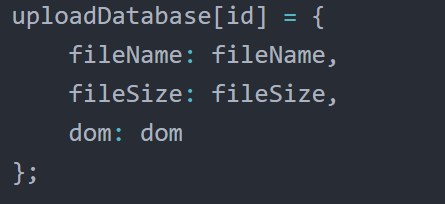 uploadDatabase[id] = {
    fileName: fileName,
    fileSize: fileSize,
    dom: dom
};